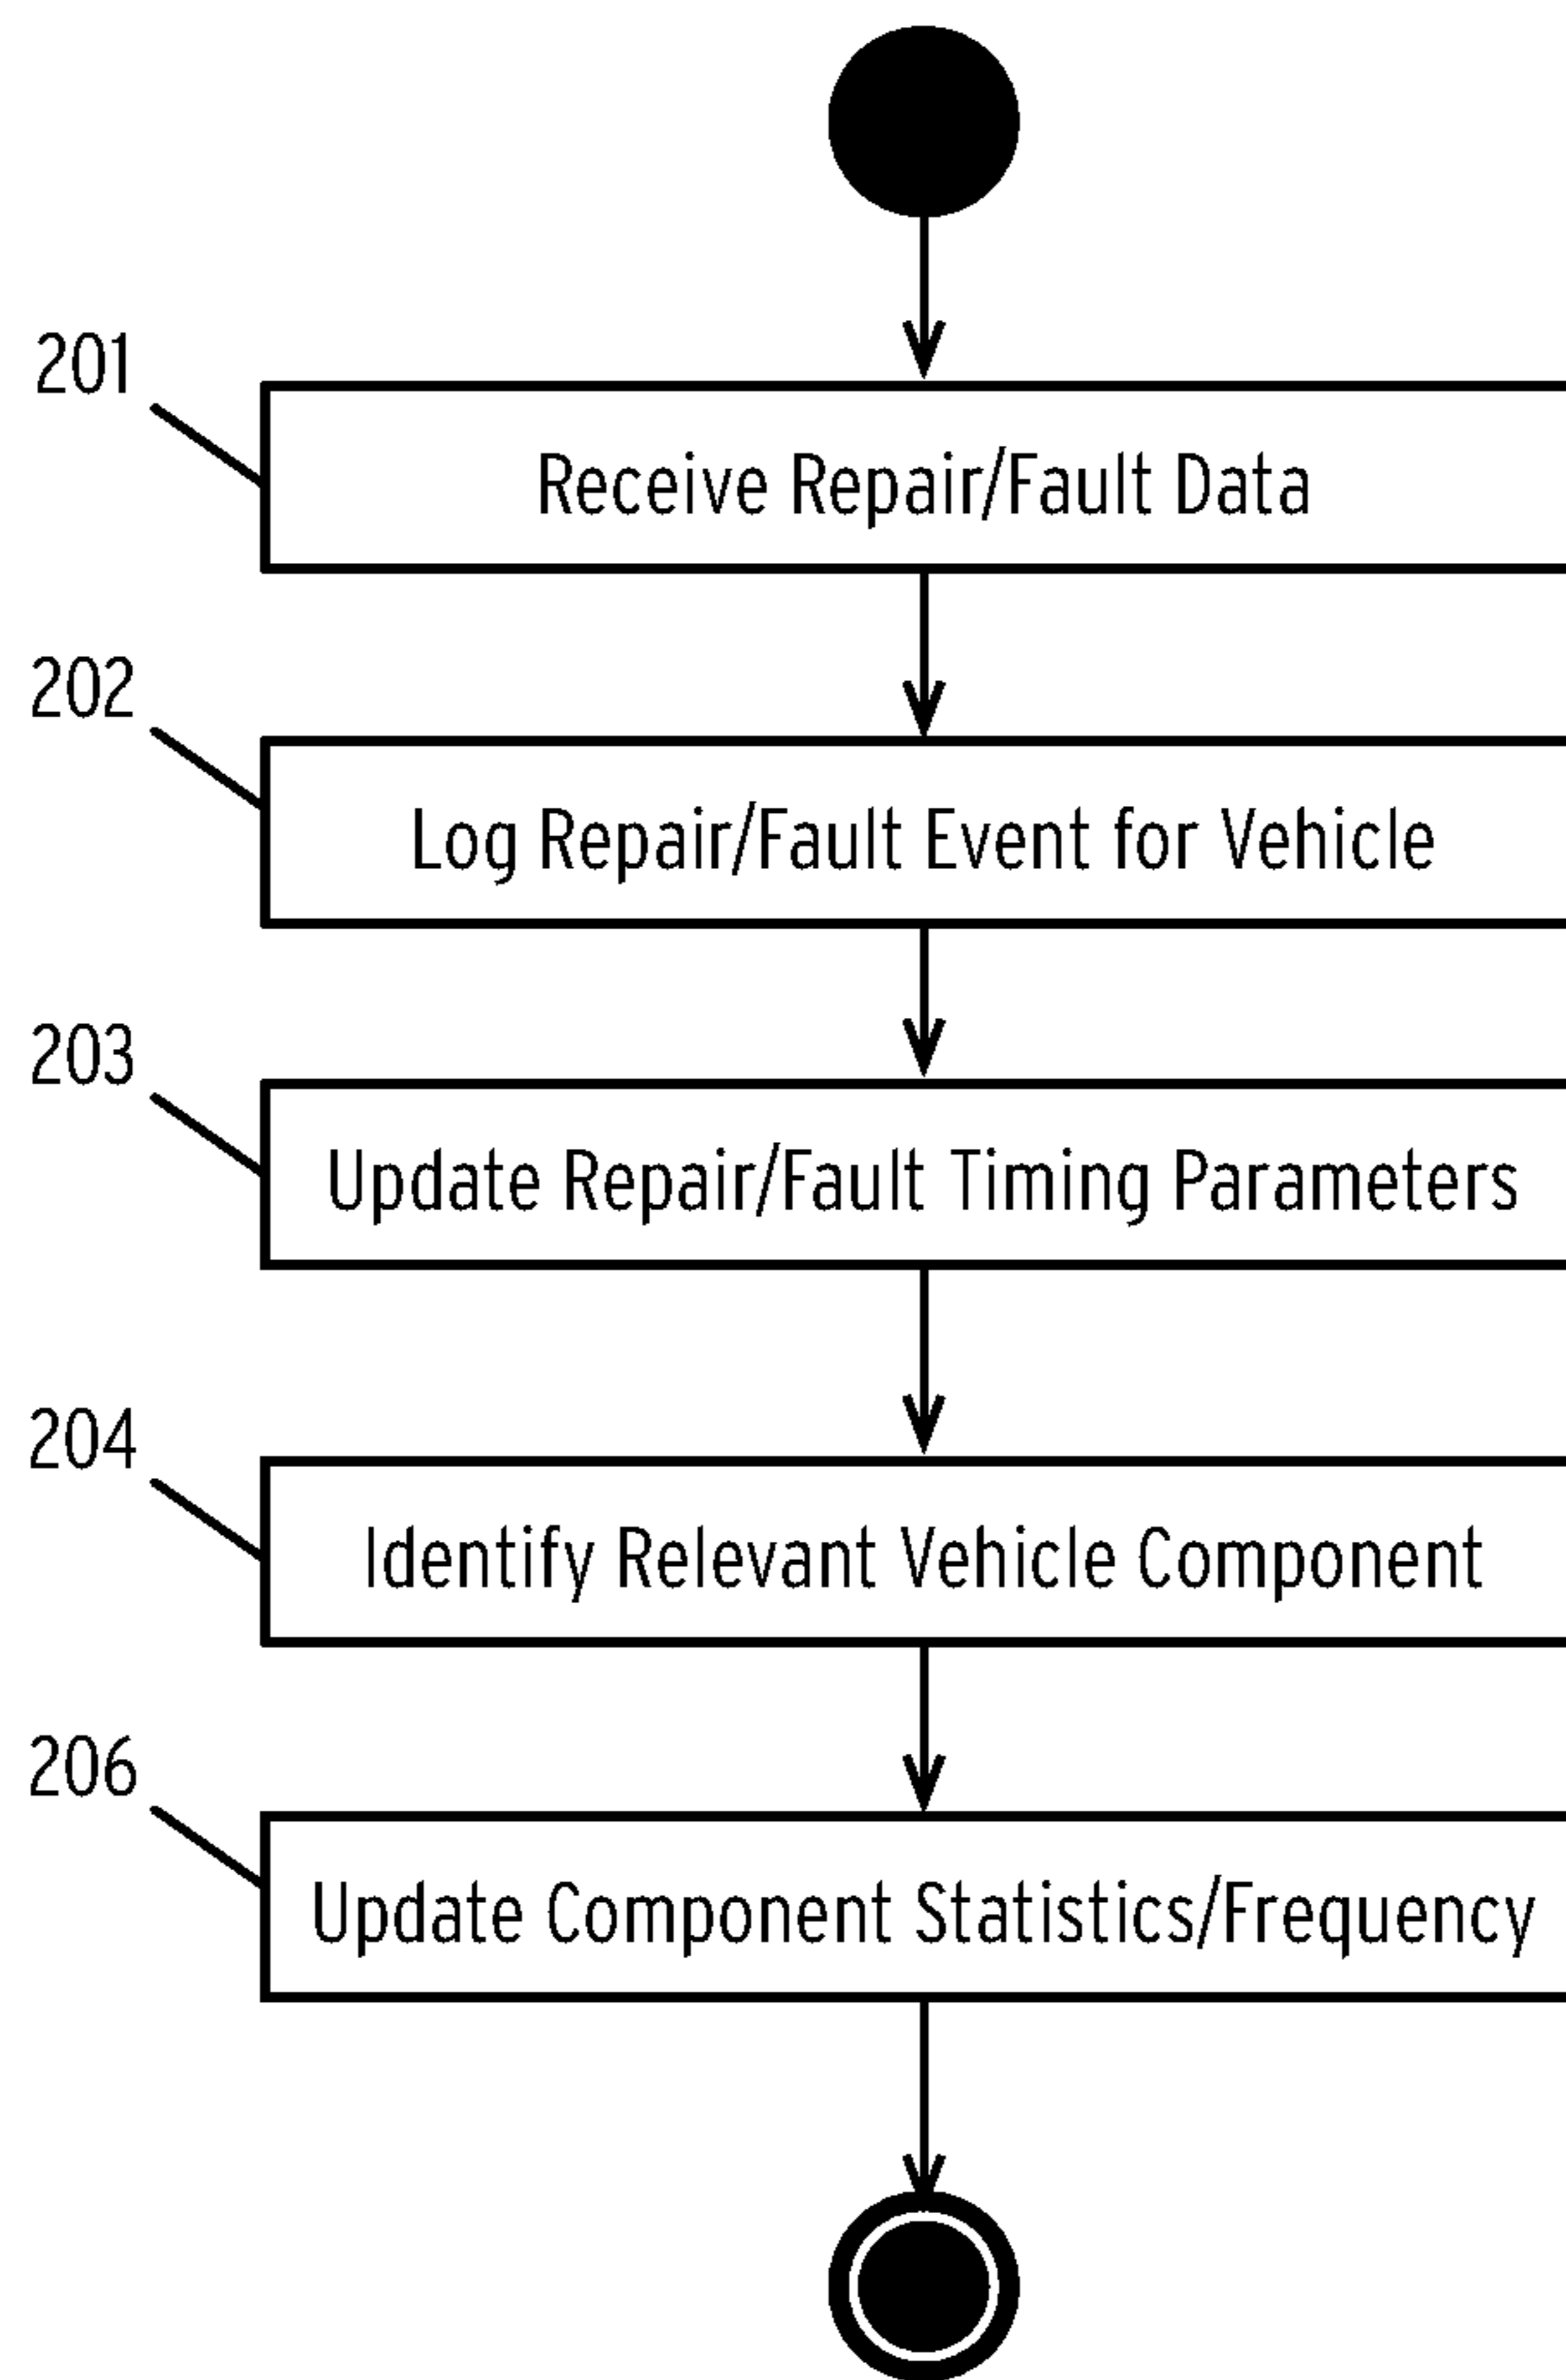 201
Receive Repair/Fault Data
202
Log Repair/Fault Event for Vehicle
203
Update Repair/Fault Timing Parameters
204
Identify Relevant Vehicle Component
206
Update Component Statistics/Frequency